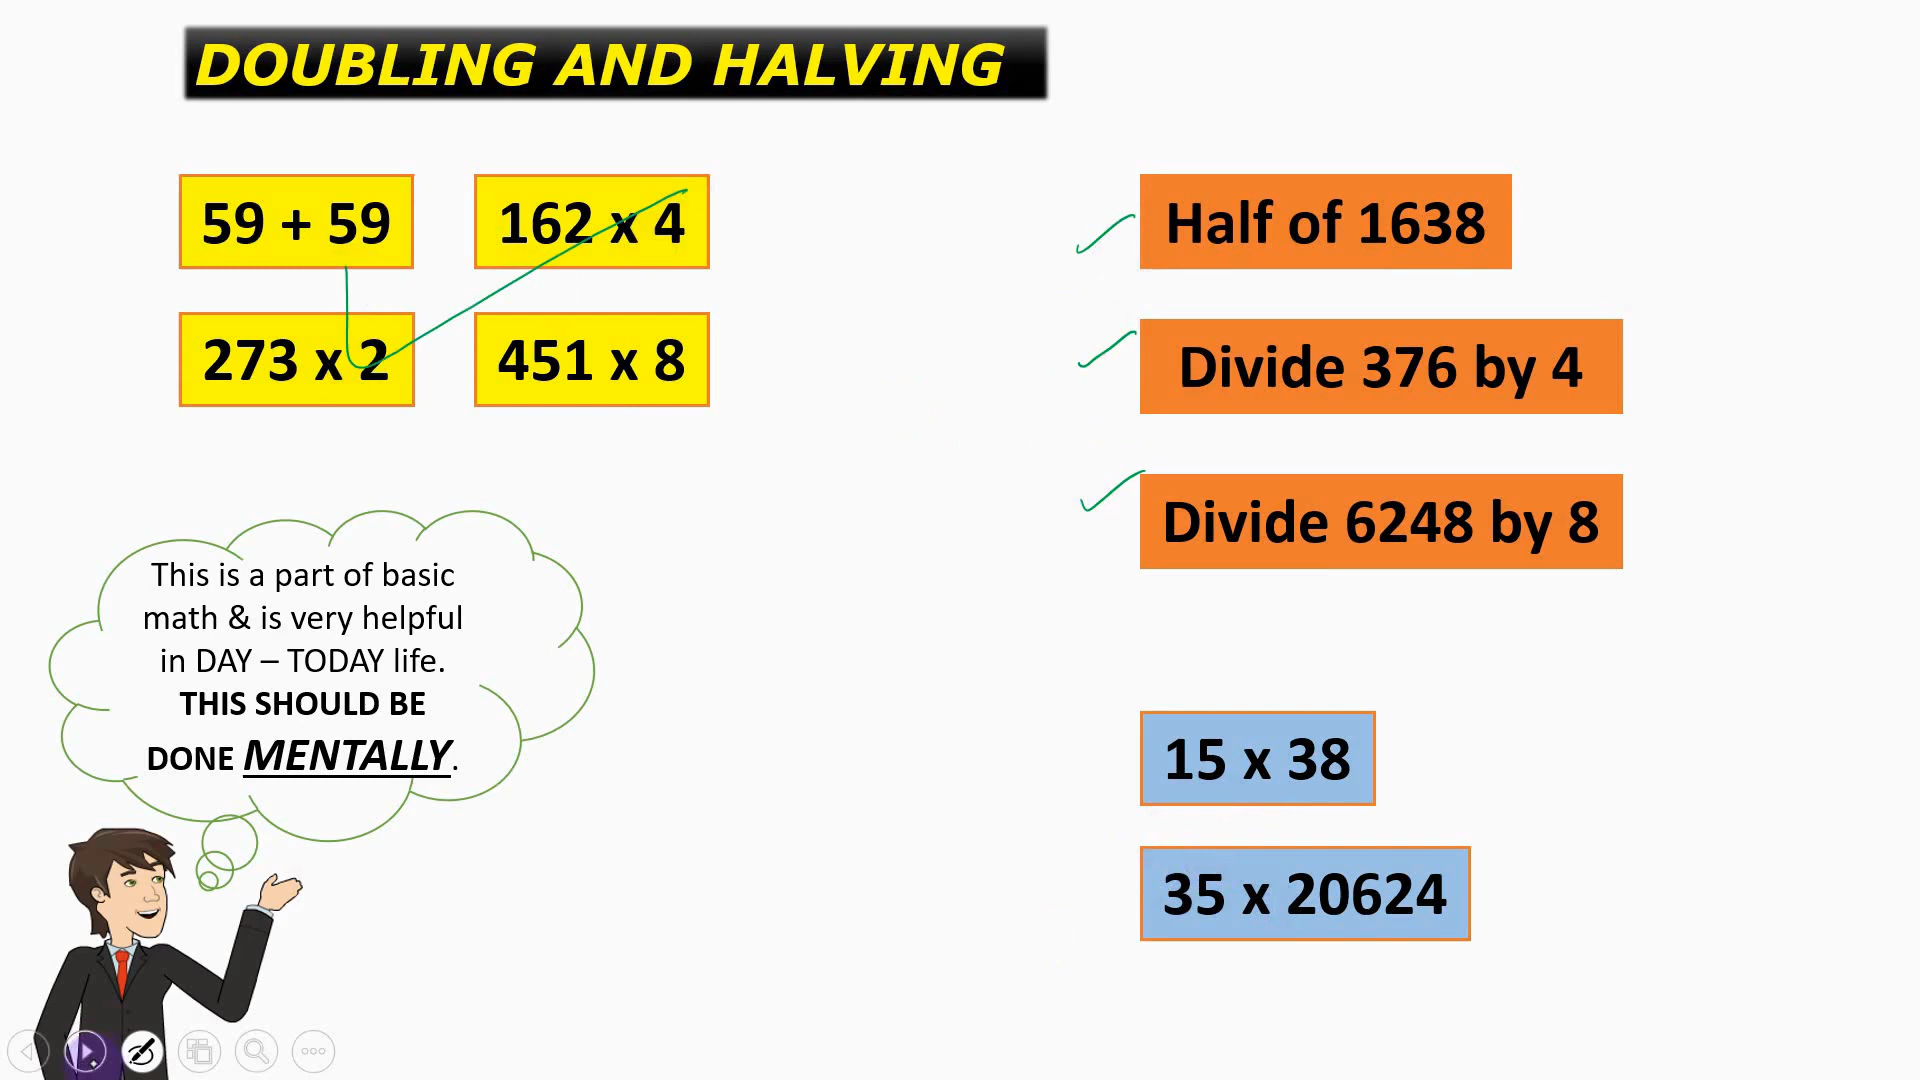 DOUBLING AND HALVING
59 + 59
162 x 4
273 x 2
451 x 8
Half of 1638
Divide 376 by 4
Divide 6248 by 8
This is a part of basic
math & is very helpful
in DAY – TODAY life.
THIS SHOULD BE
DONE MENTALLY.
15 x 38
35 x 20624